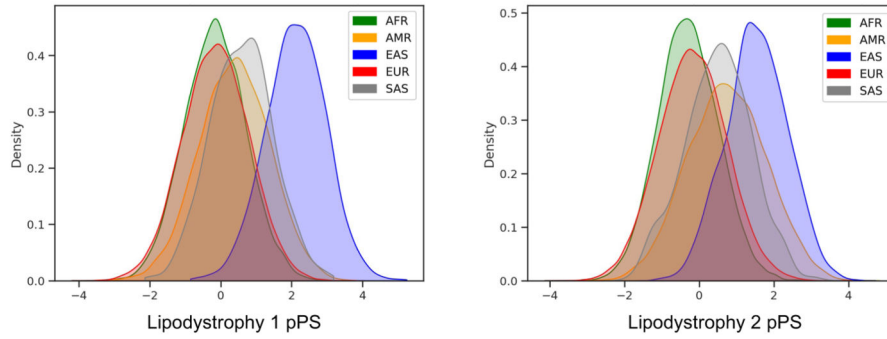 AFR
AMR
EAS
EUR
SAS
Density
0.4
0.3
0.2
0.1
0.0
−4
−2
0
2
4
Lipodystrophy 1 pPS
AFR
AMR
EAS
EUR
SAS
Density
0.5
0.4
0.3
0.2
0.1
0.0
−4
−2
0
2
4
Lipodystrophy 2 pPS